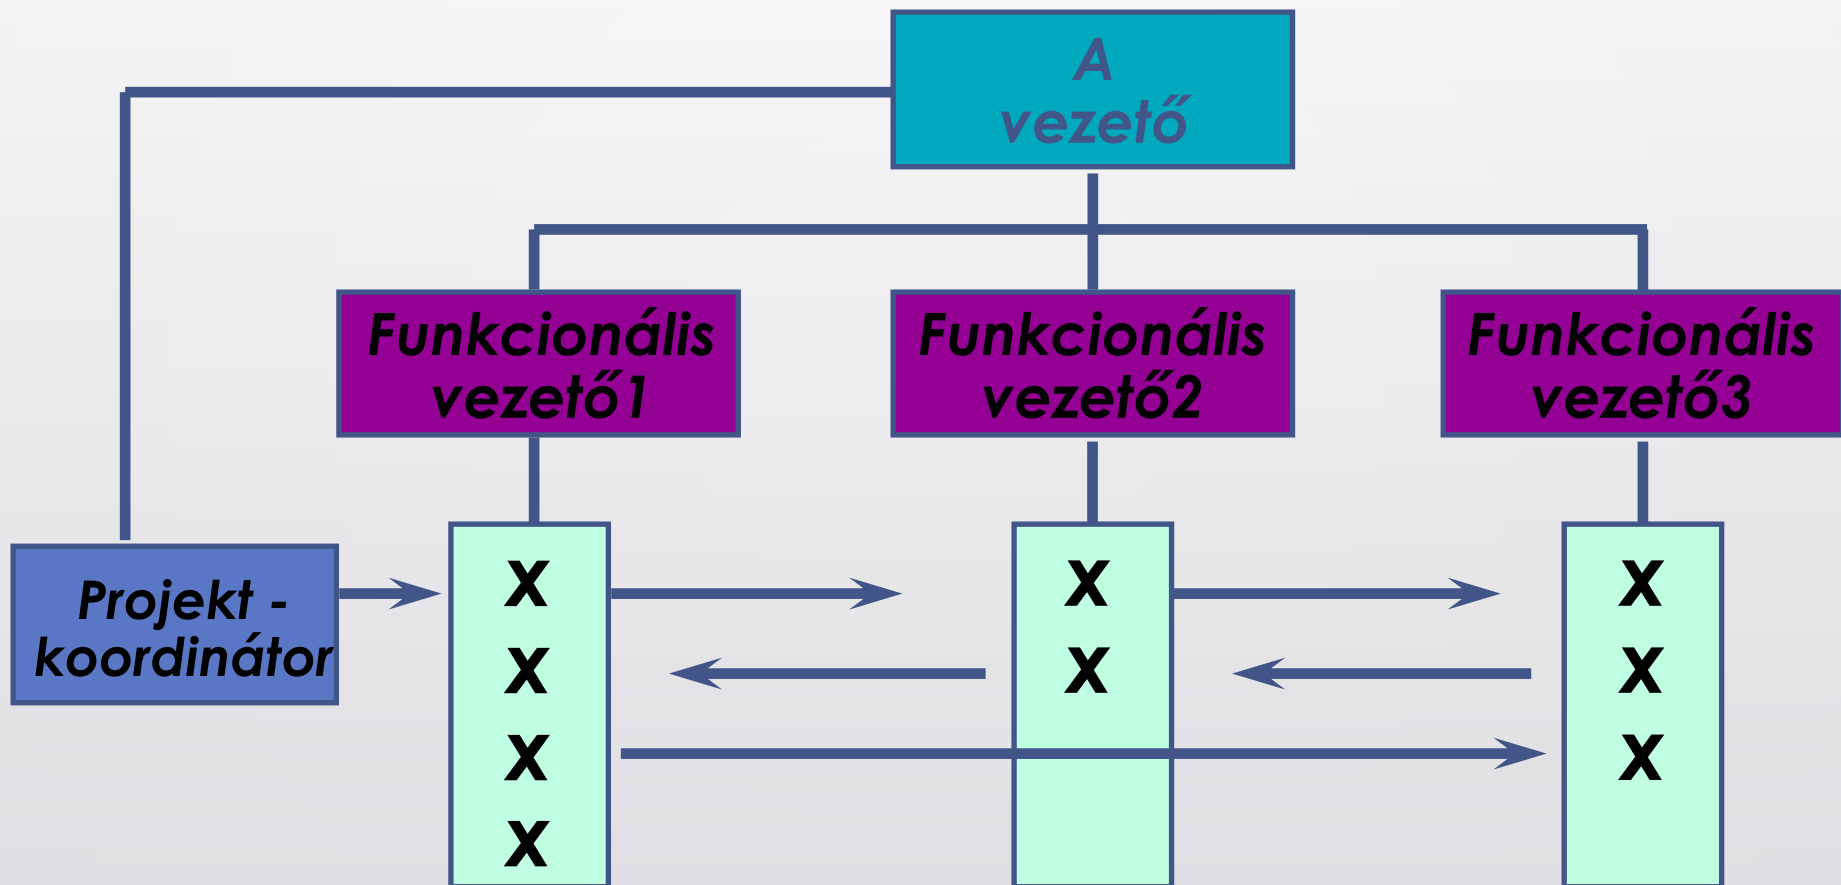 A
vezető
Funkcionális
vezető1
Funkcionális
vezető2
Funkcionális
vezető3
Projekt -
koordinátor
x
x
x
x
x
x
x
x
x